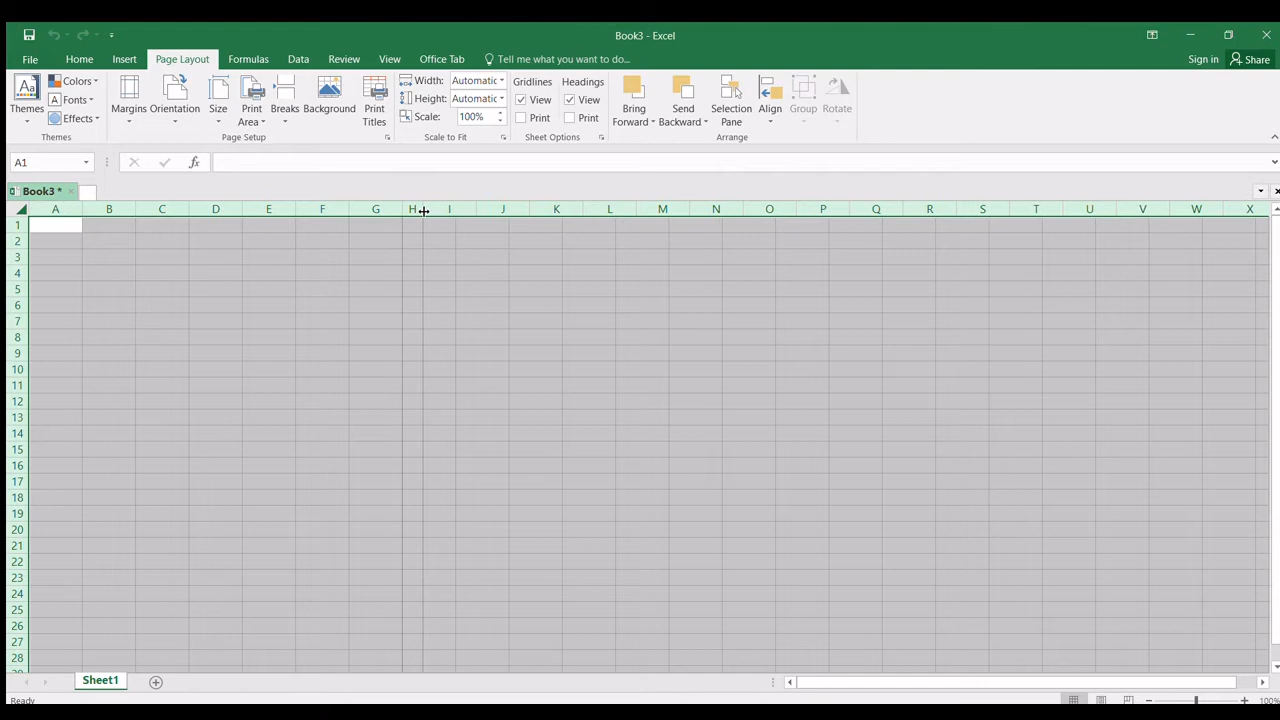 Book3 - Excel
File Home Insert Page Layout Formulas Data Review View Office Tab Tell me what you want to do... Sign in Share
Themes
Colors
Fonts
Effects
Themes
Margins Orientation Size Print Area Breaks Background Print Titles
Page Setup
Width: Automatic
Height: Automatic
Scale: 100%
Scale to Fit
Gridlines Headings
View View
Print Print
Sheet Options
Bring Forward Send Backward Selection Pane Align Group Rotate
Arrange
A1 fx
Book3 *
A B C D E F G H I J K L M N O P Q R S T U V W X
1
2
3
4
5
6
7
8
9
10
11
12
13
14
15
16
17
18
19
20
21
22
23
24
25
26
27
28
Sheet1
Ready 100%